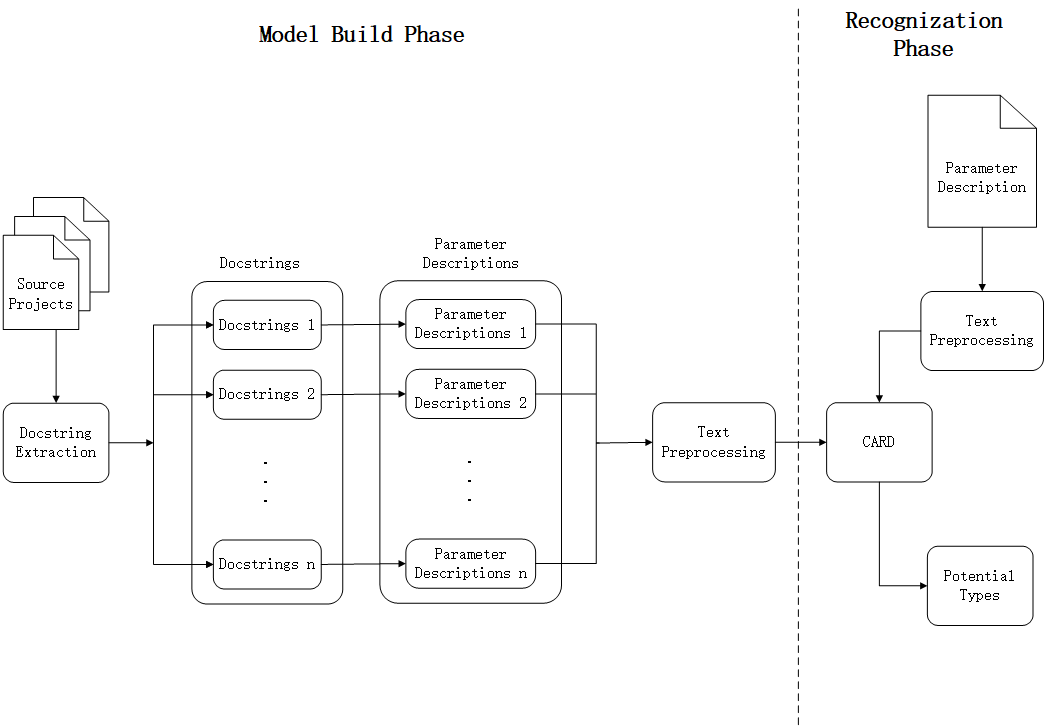 Model Build Phase
Recognization
Phase
Source
Projects
Docstring
Extraction
Docstrings
Docstrings 1
Docstrings 2
.
.
.
Docstrings n
Parameter
Descriptions
Parameter
Descriptions 1
Parameter
Descriptions 2
.
.
.
Parameter
Descriptions n
Text
Preprocessing
Parameter
Description
Text
Preprocessing
CARD
Potential
Types